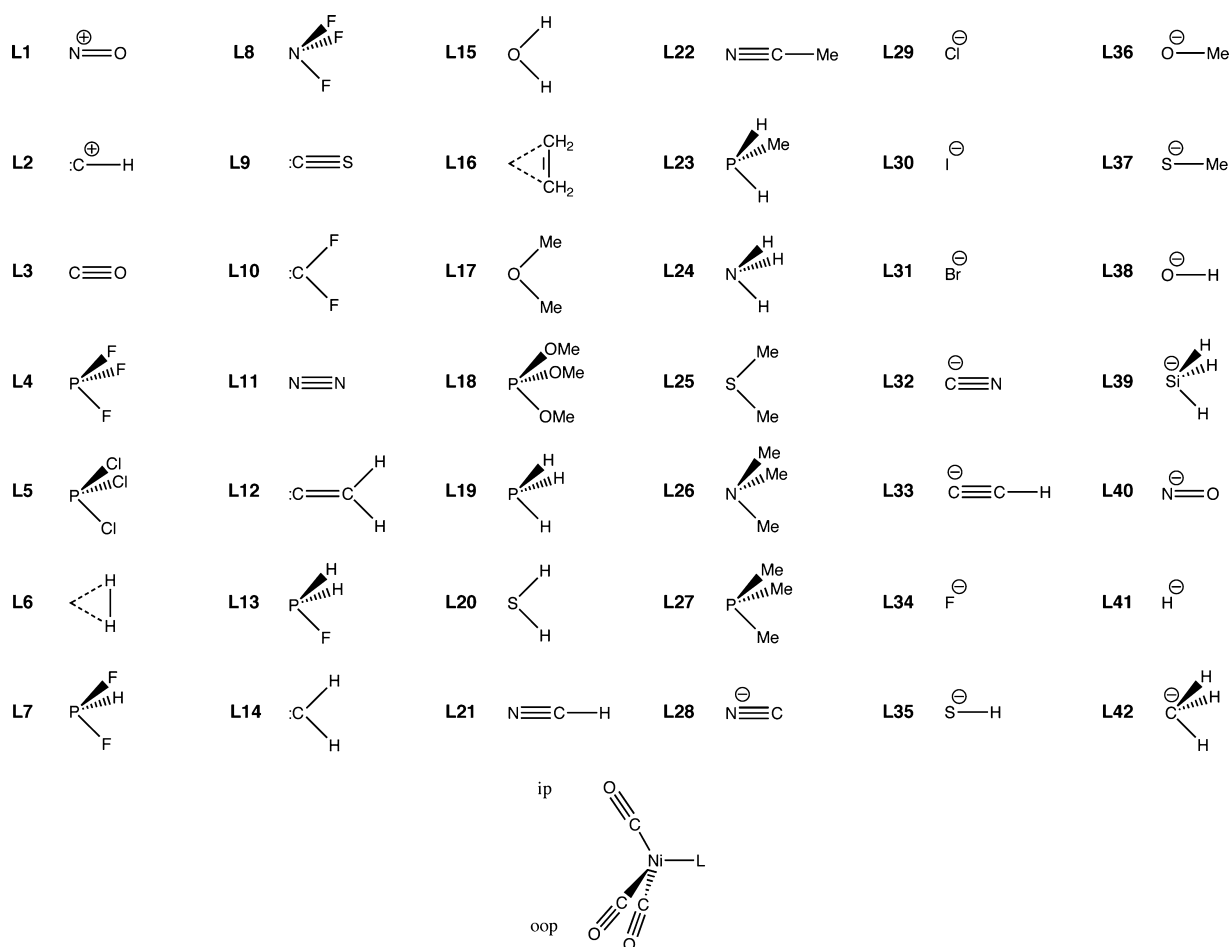 L1 N⊕ O
L8 N F F F
L15 H O H
L22 N C Me
L29 Cl⊖
L36 O⊖ Me
L2 :C⊕ H
L9 :C S
L16 CH2 CH2
L23 P H Me H
L30 I⊖
L37 S⊖ Me
L3 C O
L10 F :C F
L17 Me O Me
L24 N H H H
L31 Br⊖
L38 O⊖ H
L4 P F F F
L11 N N
L18 P OMe OMe OMe
L25 Me S Me
L32 C⊖ N
L39 Si⊖ H H H
L5 P Cl Cl Cl
L12 :C C H H
L19 P H H H
L26 N Me Me Me
L33 C⊖ C H
L40 N⊖ O
L6 H H
L13 P H H F
L20 H S H
L27 P Me Me Me
L34 F⊖
L41 H⊖
L7 P F H F
L14 H :C H
L21 N C H
L28 N⊖ C
L35 S⊖ H
L42 C⊖ H H H
ip O
C
Ni L
C C
oop O O